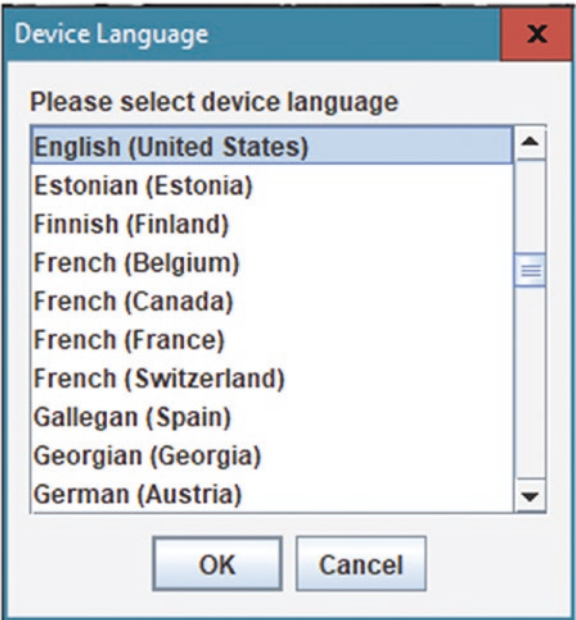 Device Language
x
Please select device language
English (United States)
Estonian (Estonia)
Finnish (Finland)
French (Belgium)
French (Canada)
French (France)
French (Switzerland)
Gallegan (Spain)
Georgian (Georgia)
German (Austria)
OK
Cancel